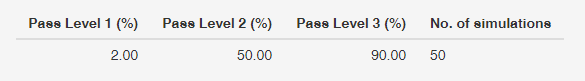 Pass Level 1 (%) Pass Level 2 (%) Pass Level 3 (%) No. of simulations
2.00 50.00 90.00 50